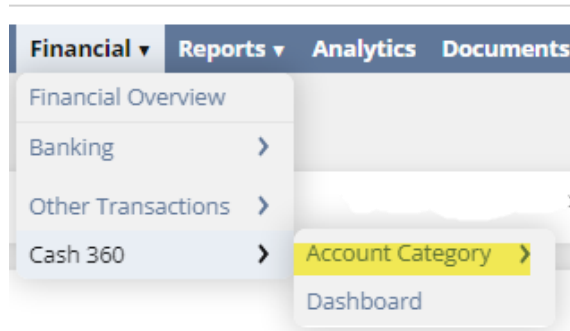 Financial ▾ Reports ▾ Analytics Documents
Financial Overview
Banking >
Other Transactions >
Cash 360 >
Account Category >
Dashboard